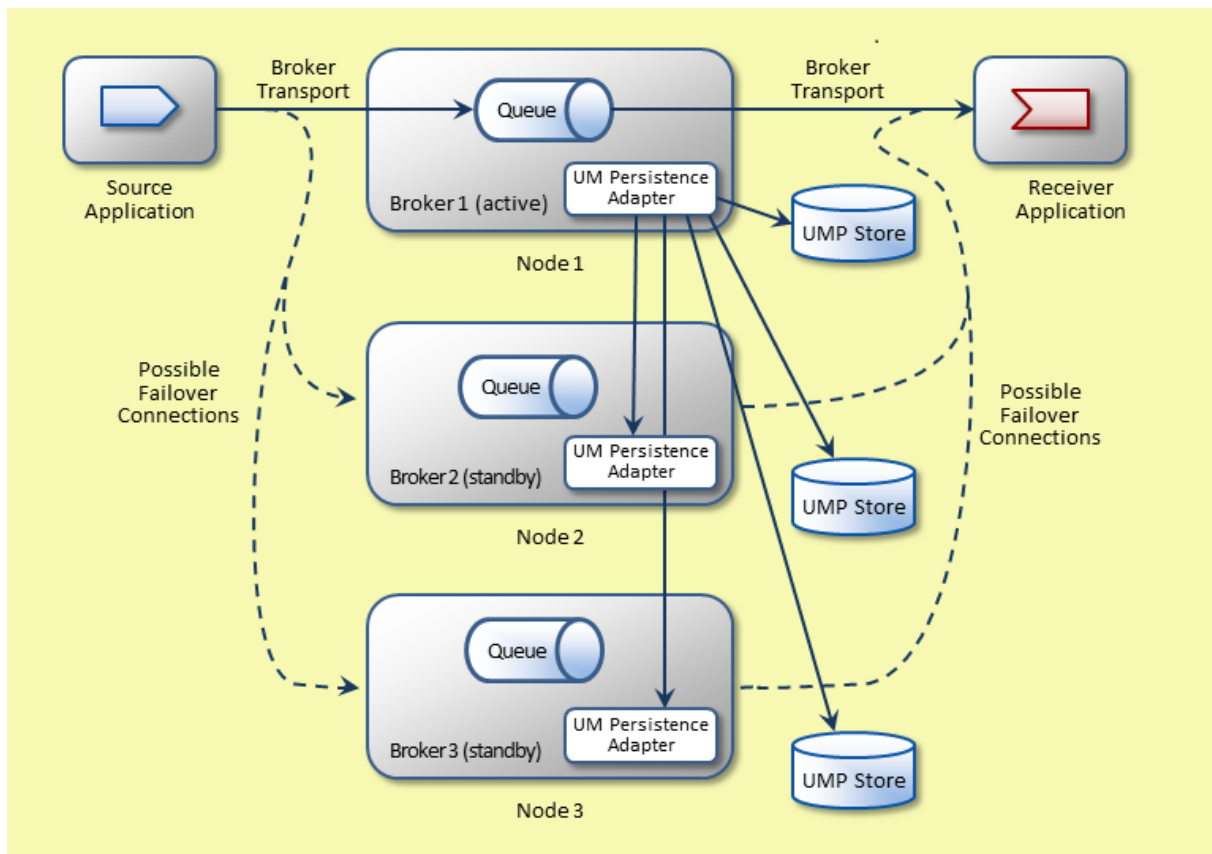 Broker
Transport
Broker
Transport
Queue
Source
Application
Broker 1 (active)
UM Persistence
Adapter
UMP Store
Receiver
Application
Node 1
Possible
Failover
Connections
Queue
Broker 2 (standby)
UM Persistence
Adapter
UMP Store
Possible
Failover
Connections
Node 2
Queue
Broker 3 (standby)
UM Persistence
Adapter
UMP Store
Node 3